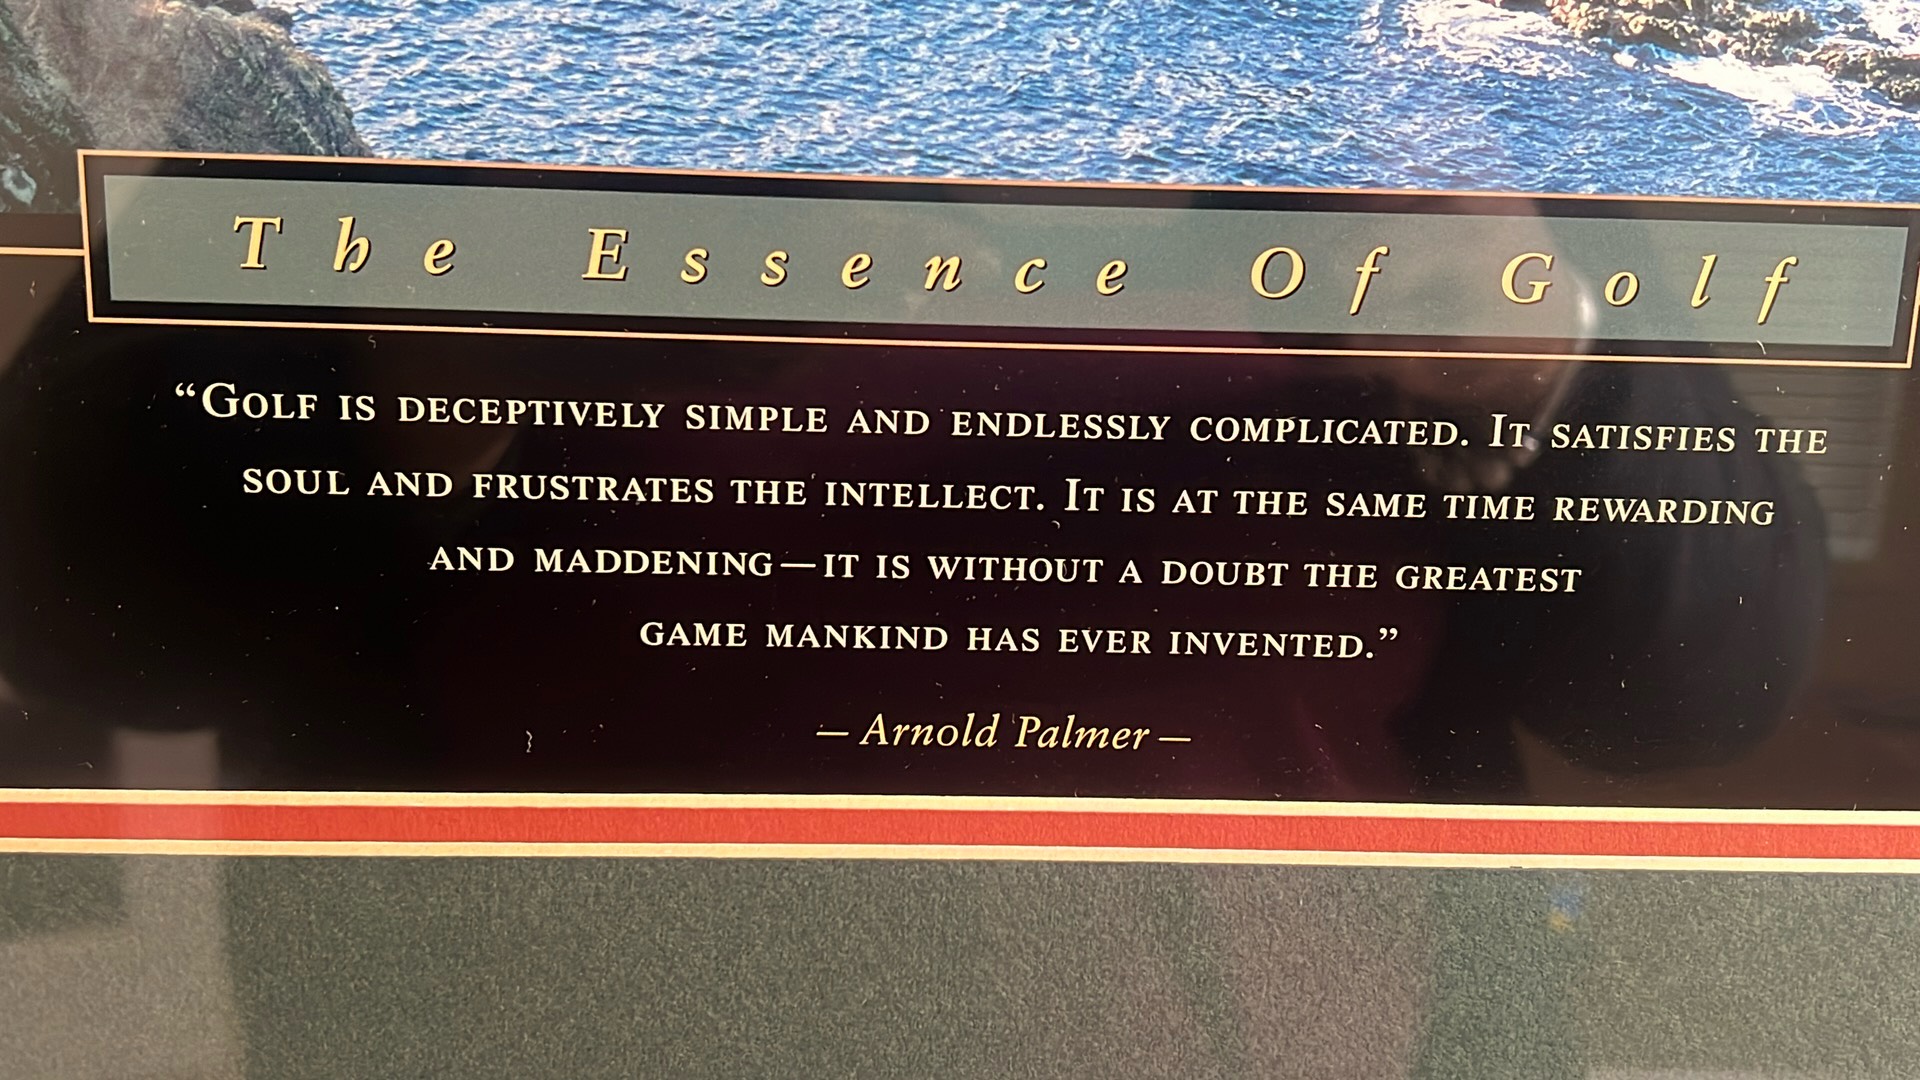 The Essence Of Golf
“Golf is deceptively simple and endlessly complicated. It satisfies the
soul and frustrates the intellect. It is at the same time rewarding
and maddening—it is without a doubt the greatest
game mankind has ever invented.”
— Arnold Palmer —